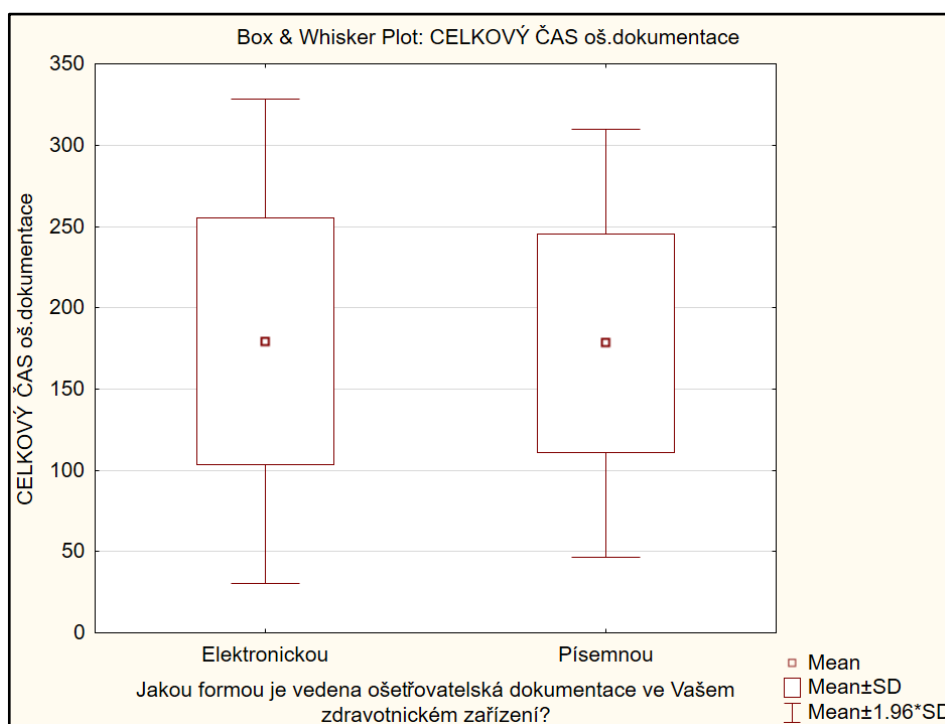 Box & Whisker Plot: CELKOVÝ ČAS oš.dokumentace
CELKOVÝ ČAS oš.dokumentace
350
300
250
200
150
100
50
0
Elektronickou
Písemnou
Jakou formou je vedena ošetřovatelská dokumentace ve Vašem
zdravotnickém zařízení?
Mean
Mean±SD
Mean±1.96*SD